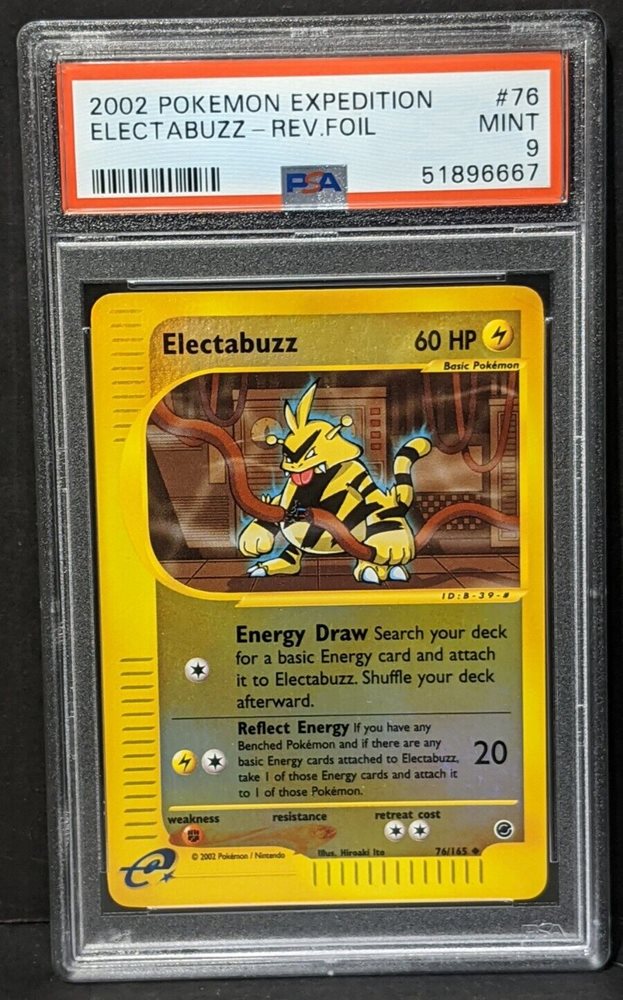 2002 POKEMON EXPEDITION #76
ELECTABUZZ – REV.FOIL MINT
9
PSA 51896667
Electabuzz 60 HP
Basic Pokémon
ID:B-39-#
Energy Draw Search your deck
for a basic Energy card and attach
it to Electabuzz. Shuffle your deck
afterward.
Reflect Energy If you have any
Benched Pokémon and if there are any
basic Energy cards attached to Electabuzz,
take 1 of those Energy cards and attach it
to 1 of those Pokémon.
20
weakness resistance retreat cost
© 2002 Pokémon / Nintendo Illus. Hiroaki Ito 76/165
e
PSA